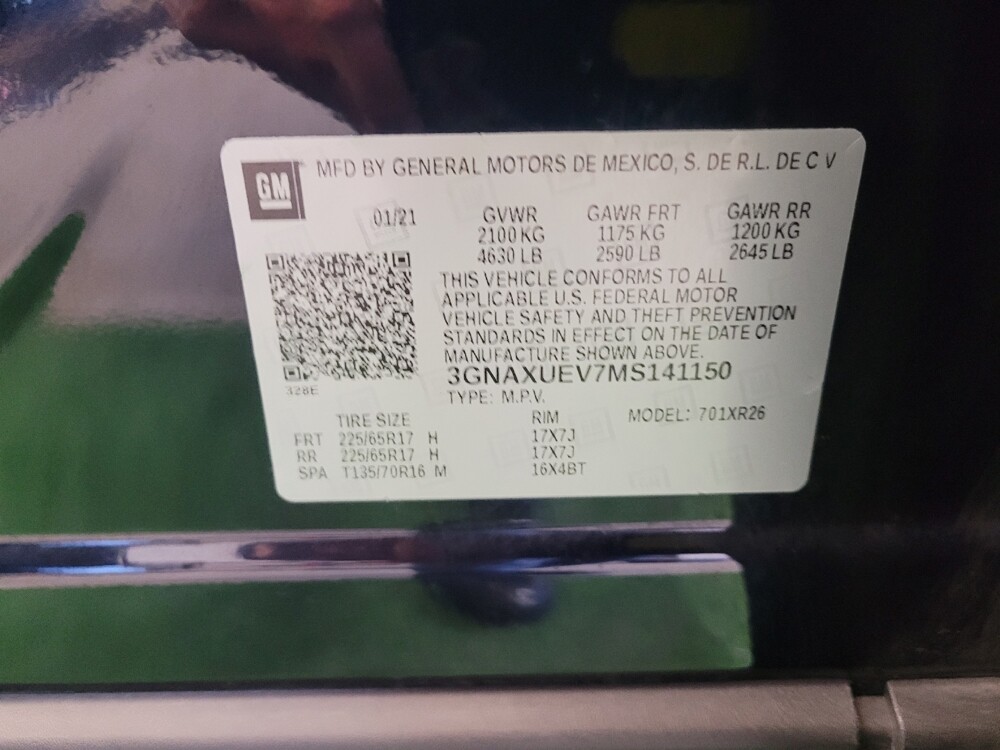 GM
MFD BY GENERAL MOTORS DE MEXICO, S. DE R.L. DE C V
01/21 GVWR GAWR FRT GAWR RR
2100 KG 1175 KG 1200 KG
4630 LB 2590 LB 2645 LB
THIS VEHICLE CONFORMS TO ALL
APPLICABLE U.S. FEDERAL MOTOR
VEHICLE SAFETY AND THEFT PREVENTION
STANDARDS IN EFFECT ON THE DATE OF
MANUFACTURE SHOWN ABOVE.
3GNAXUEV7MS141150
328E
TYPE: M.P.V.
TIRE SIZE RIM MODEL: 701XR26
FRT 225/65R17 H 17X7J
RR 225/65R17 H 17X7J
SPA T135/70R16 M 16X4BT